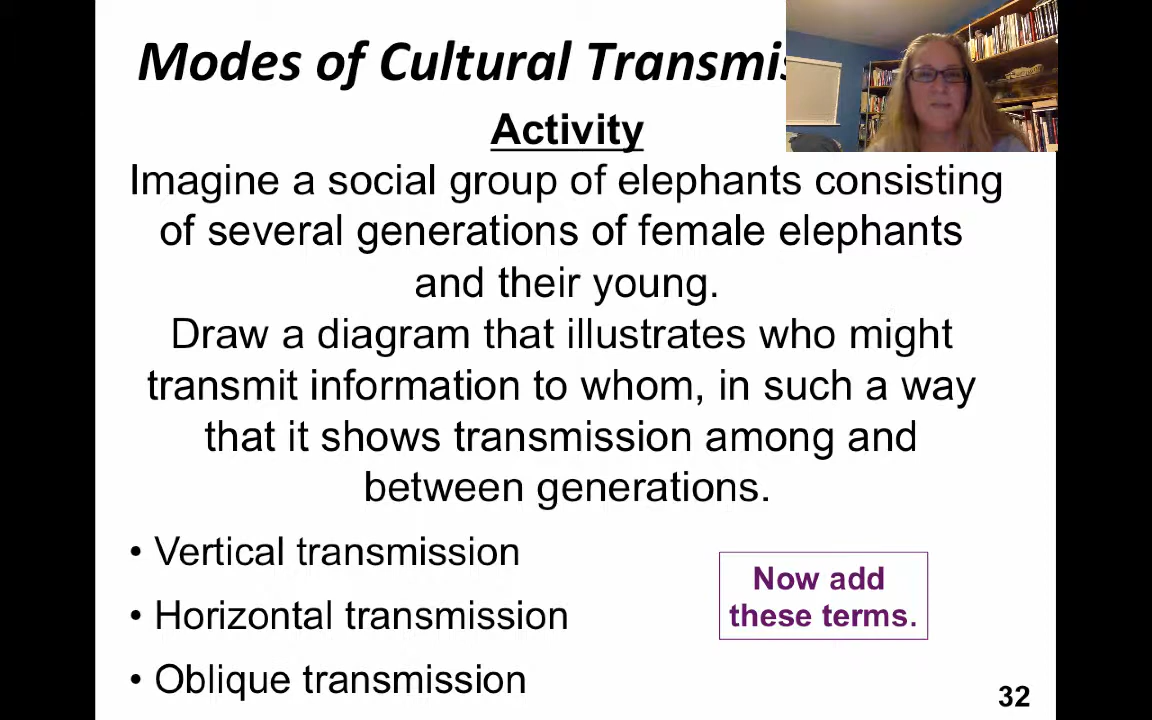 Modes of Cultural Transmis
Activity
Imagine a social group of elephants consisting
of several generations of female elephants
and their young.
Draw a diagram that illustrates who might
transmit information to whom, in such a way
that it shows transmission among and
between generations.
• Vertical transmission
• Horizontal transmission
• Oblique transmission
Now add
these terms.
32